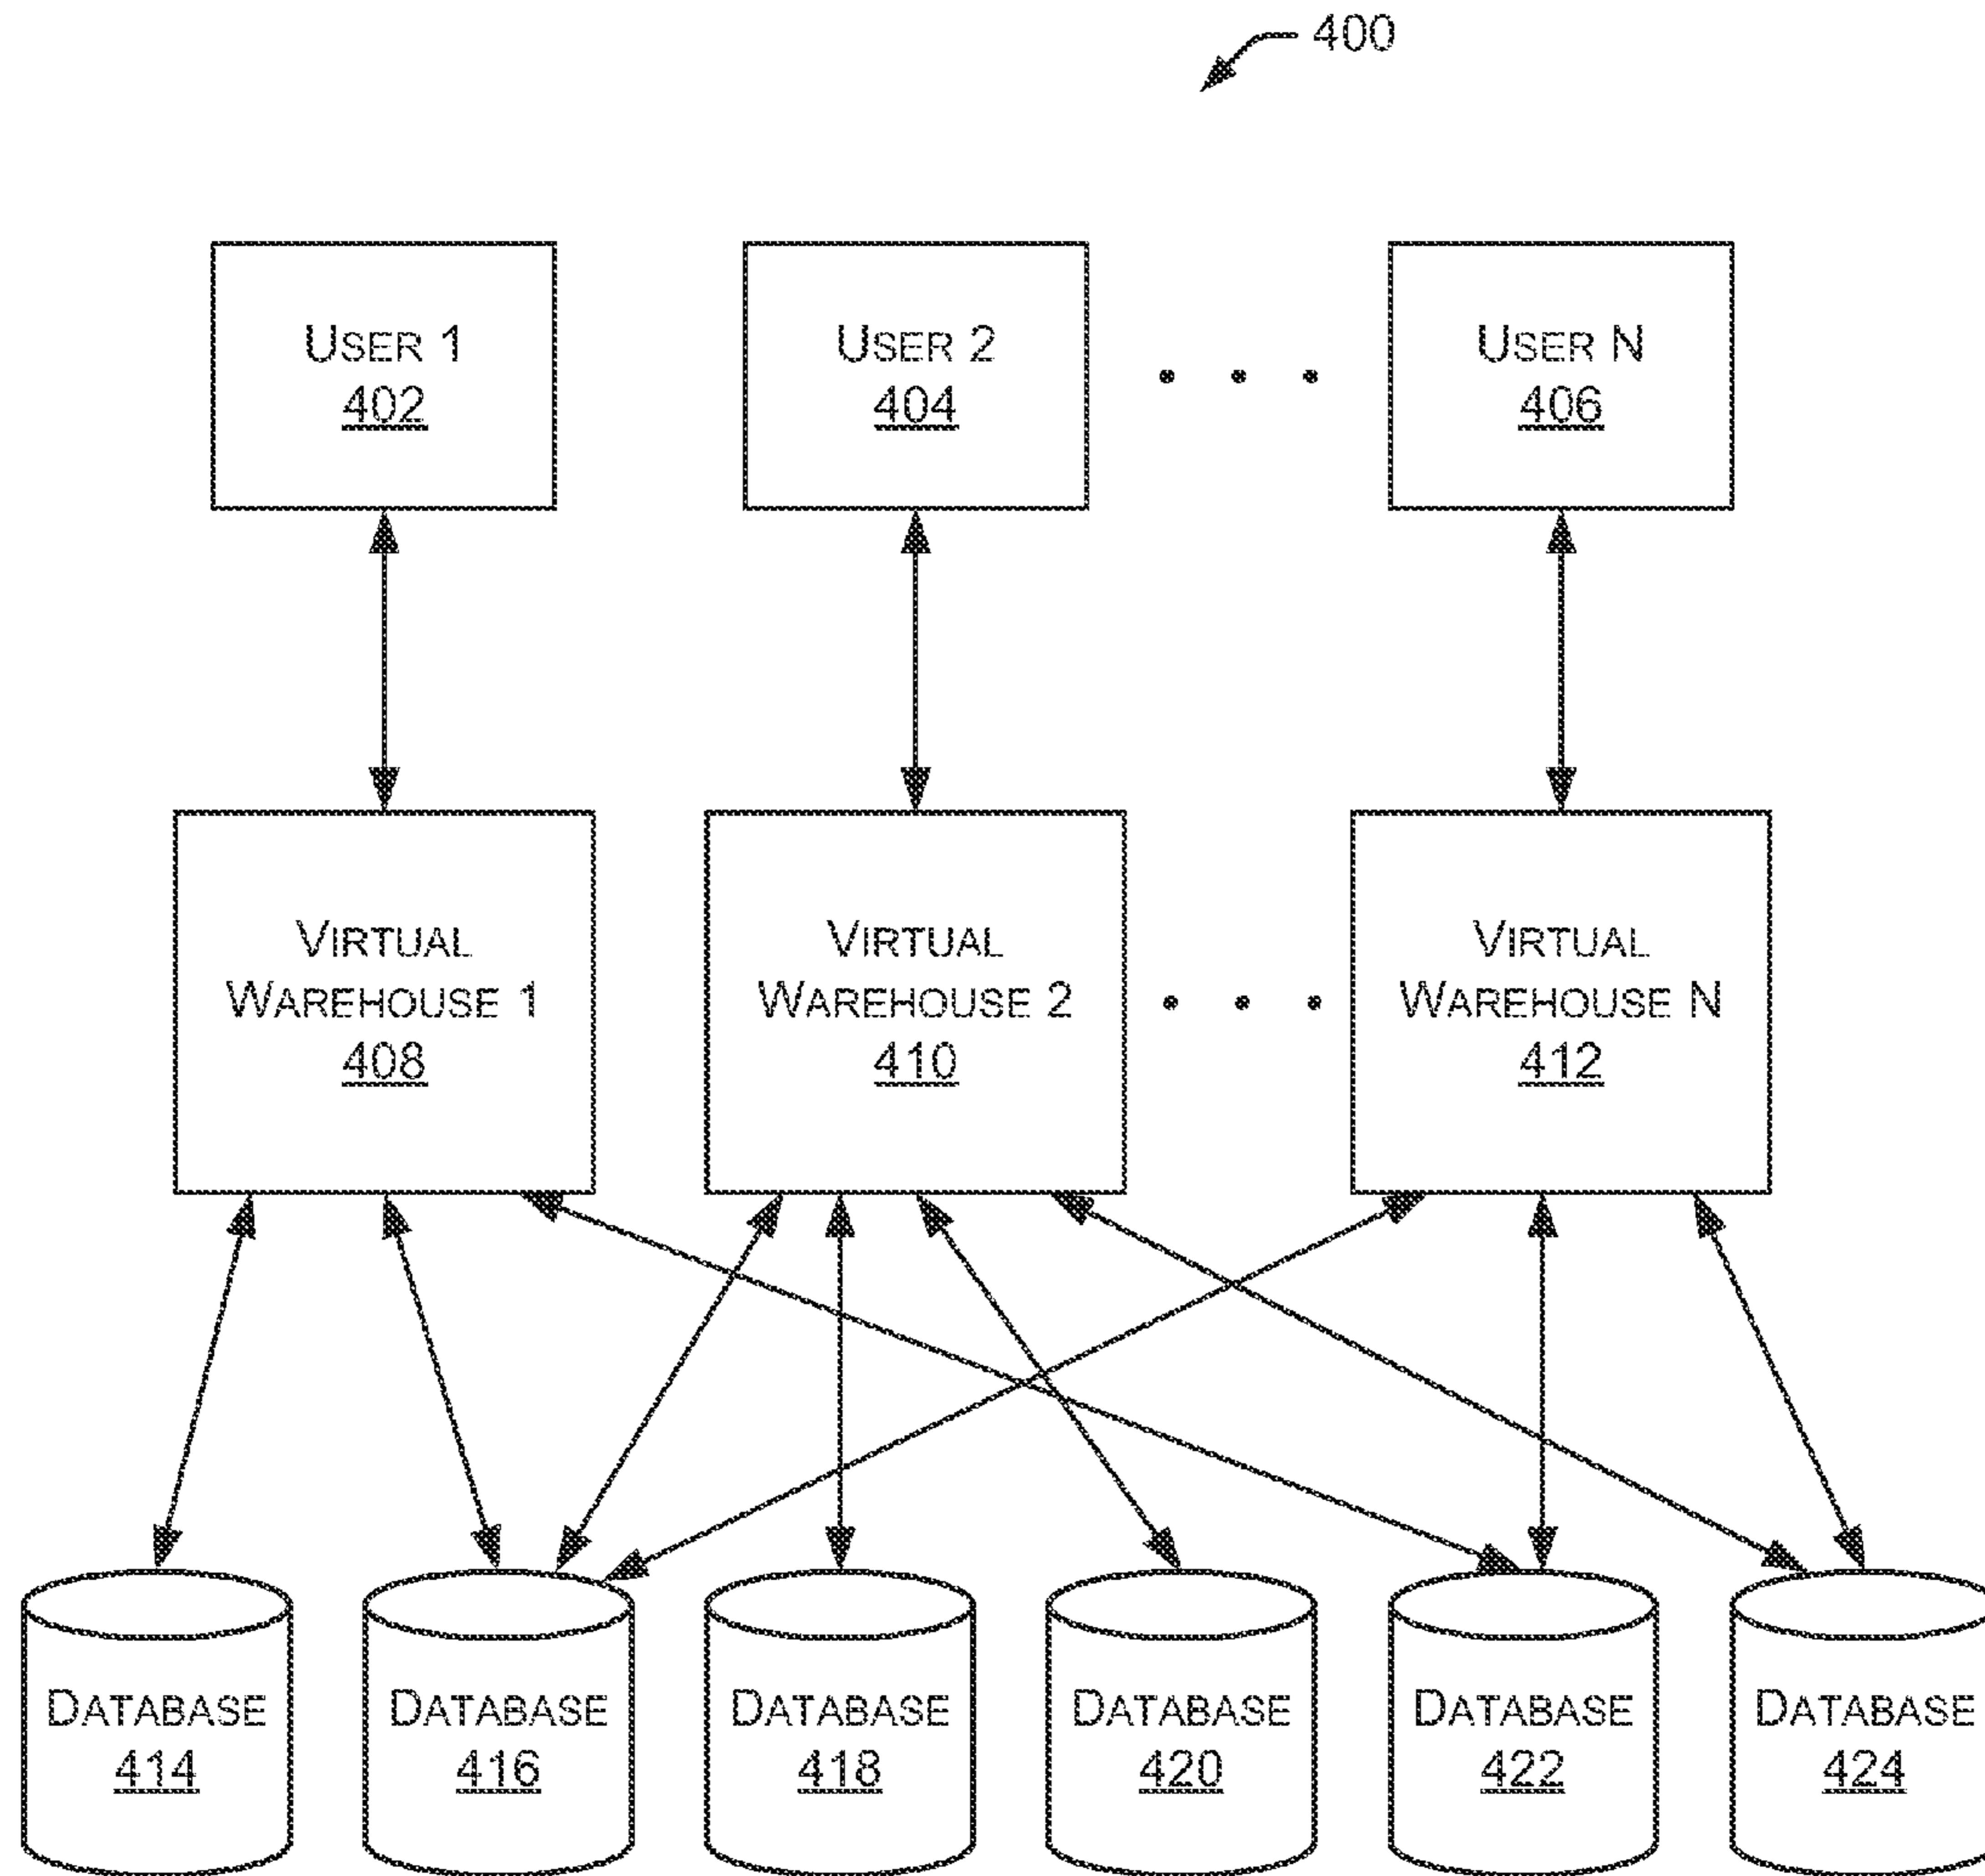 400
USER 1
402
USER 2
404
USER N
406
VIRTUAL
WAREHOUSE 1
408
VIRTUAL
WAREHOUSE 2
410
VIRTUAL
WAREHOUSE N
412
DATABASE
414
DATABASE
416
DATABASE
418
DATABASE
420
DATABASE
422
DATABASE
424